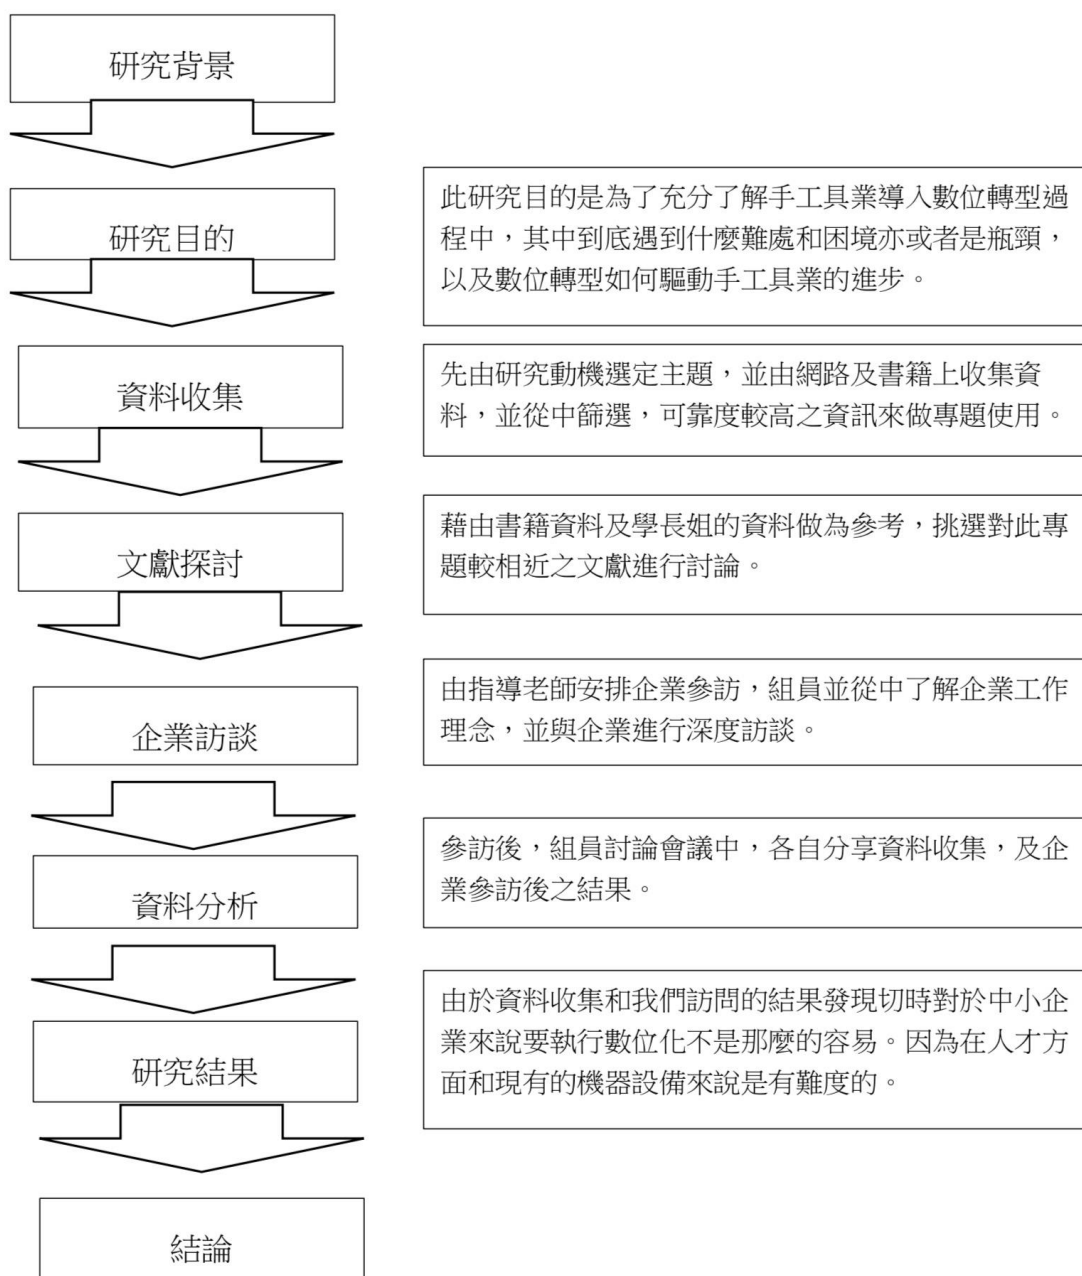 研究背景
研究目的
此研究目的是為了充分了解手工具業導入數位轉型過
程中，其中到底遇到什麼難處和困境亦或者是瓶頸，
以及數位轉型如何驅動手工具業的進步。
資料收集
先由研究動機選定主題，並由網路及書籍上收集資
料，並從中篩選，可靠度較高之資訊來做專題使用。
文獻探討
藉由書籍資料及學長姐的資料做為參考，挑選對此專
題較相近之文獻進行討論。
企業訪談
由指導老師安排企業參訪，組員並從中了解企業工作
理念，並與企業進行深度訪談。
資料分析
參訪後，組員討論會議中，各自分享資料收集，及企
業參訪後之結果。
研究結果
由於資料收集和我們訪問的結果發現切時對於中小企
業來說要執行數位化不是那麼的容易。因為在人才方
面和現有的機器設備來說是有難度的。
結論